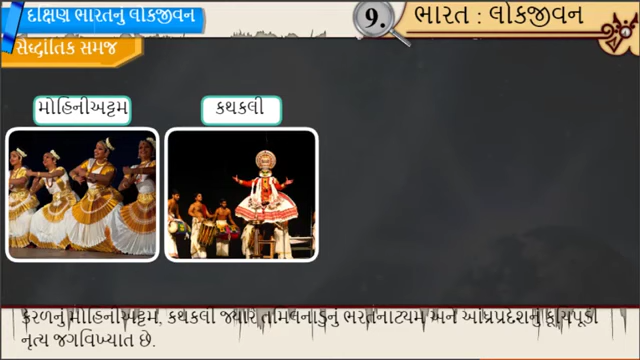 દક્ષિણ ભારતનું લોકજીવન
9.
ભારત : લોકજીવન
સૈદ્ધાંતિક સમજ
મોહિનીઅટ્ટમ
કથકલી
કેરળનું મોહિનીઅટ્ટમ, કથકલી જ્યારે તમિલનાડુનું ભરતનાટ્યમ અને આંધ્રપ્રદેશનું કૂચિપૂડી
નૃત્ય જગવિખ્યાત છે.